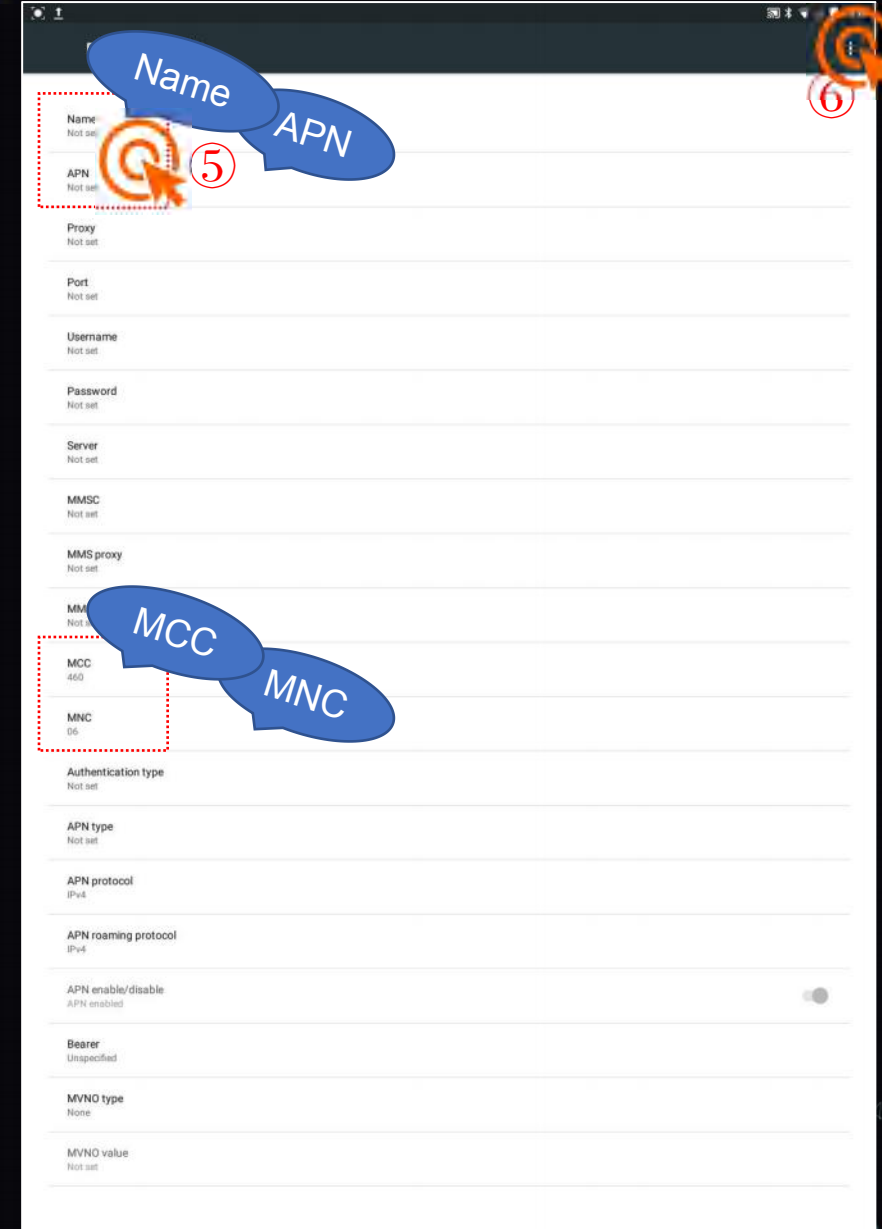 Name
APN
⑥
Name
Not set
⑤
APN
Not set
Proxy
Not set
Port
Not set
Username
Not set
Password
Not set
Server
Not set
MMSC
Not set
MMS proxy
Not set
MCC
MNC
MCC
460
MNC
06
Authentication type
Not set
APN type
Not set
APN protocol
IPv4
APN roaming protocol
IPv4
APN enable/disable
APN enabled
Bearer
Unspecified
MVNO type
None
MVNO value
Not set